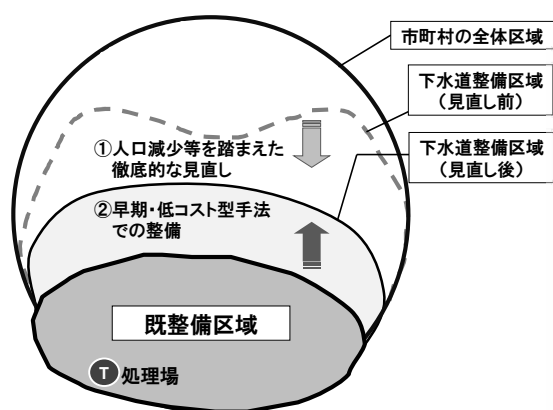 市町村の全体区域
下水道整備区域
（見直し前）
①人口減少等を踏まえた
徹底的な見直し
下水道整備区域
（見直し後）
②早期・低コスト型手法
での整備
既整備区域
T 処理場